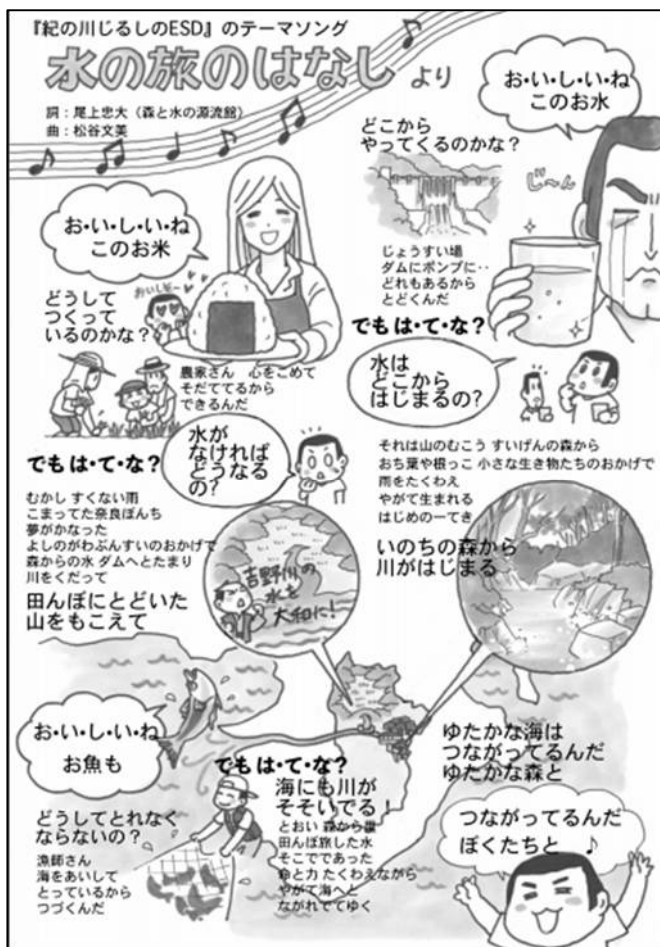 『紀の川じるしのESD』のテーマソング
水の旅のはなし より
詞：尾上忠大（森と水の源流館）
曲：松谷文美
お・い・し・い・ね
このお水
どこから
やってくるのかな？
じ〜ん
じょうすい場
ダムにポンプに‥
どれもあるから
とどくんだ
でも は・て・な？
水は
どこから
はじまるの？
それは山のむこう すいげんの森から
おち葉や根っこ 小さな生き物たちのおかげで
雨をたくわえ
やがて生まれる
はじめの一てき
いのちの森から
川がはじまる
お・い・し・い・ね
このお米
おいしそ〜
どうして
つくって
いるのかな？
農家さん 心をこめて
そだててるから
できるんだ
でも は・て・な？
水が
なければ
どうなる
の？
むかし すくない雨
こまってた奈良ぼんち
夢がかなった
よしのがわぶんすいのおかげで
森からの水 ダムへとたまり
川をくだって
田んぼにとどいた
山をもこえて
吉野川の
水を
大和に！
お・い・し・い・ね
お魚も
どうしてとれなく
ならないの？
漁師さん
海をあいして
とっているから
つづくんだ
でも は・て・な？
海にも川が
そそいでる！
とおい 森から
田んぼ旅した水
そこでであった
命と力 たくわえながら
やがて海へと
ながれててゆく
ゆたかな海は
つながってるんだ
ゆたかな森と
つながってるんだ
ぼくたちと ♪